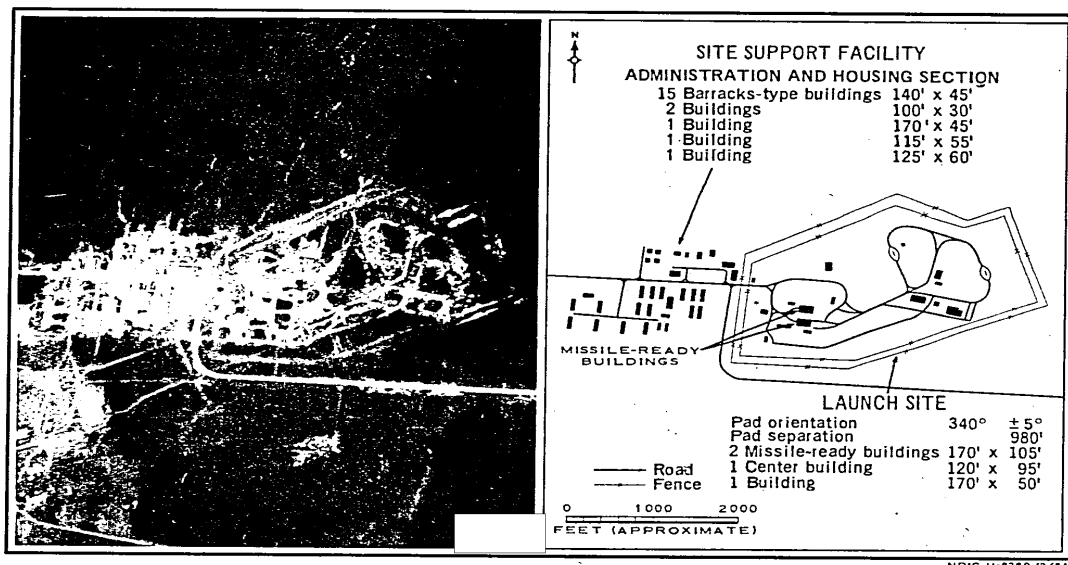 N
SITE SUPPORT FACILITY
ADMINISTRATION AND HOUSING SECTION
15 Barracks-type buildings 140' x 45'
2 Buildings 100' x 30'
1 Building 170' x 45'
1 Building 115' x 55'
1 Building 125' x 60'
MISSILE-READY
BUILDINGS
LAUNCH SITE
Pad orientation 340° ±5°
Pad separation 980'
2 Missile-ready buildings 170' x 105'
1 Center building 120' x 95'
1 Building 170' x 50'
Road
Fence
0 1000 2000
FEET (APPROXIMATE)